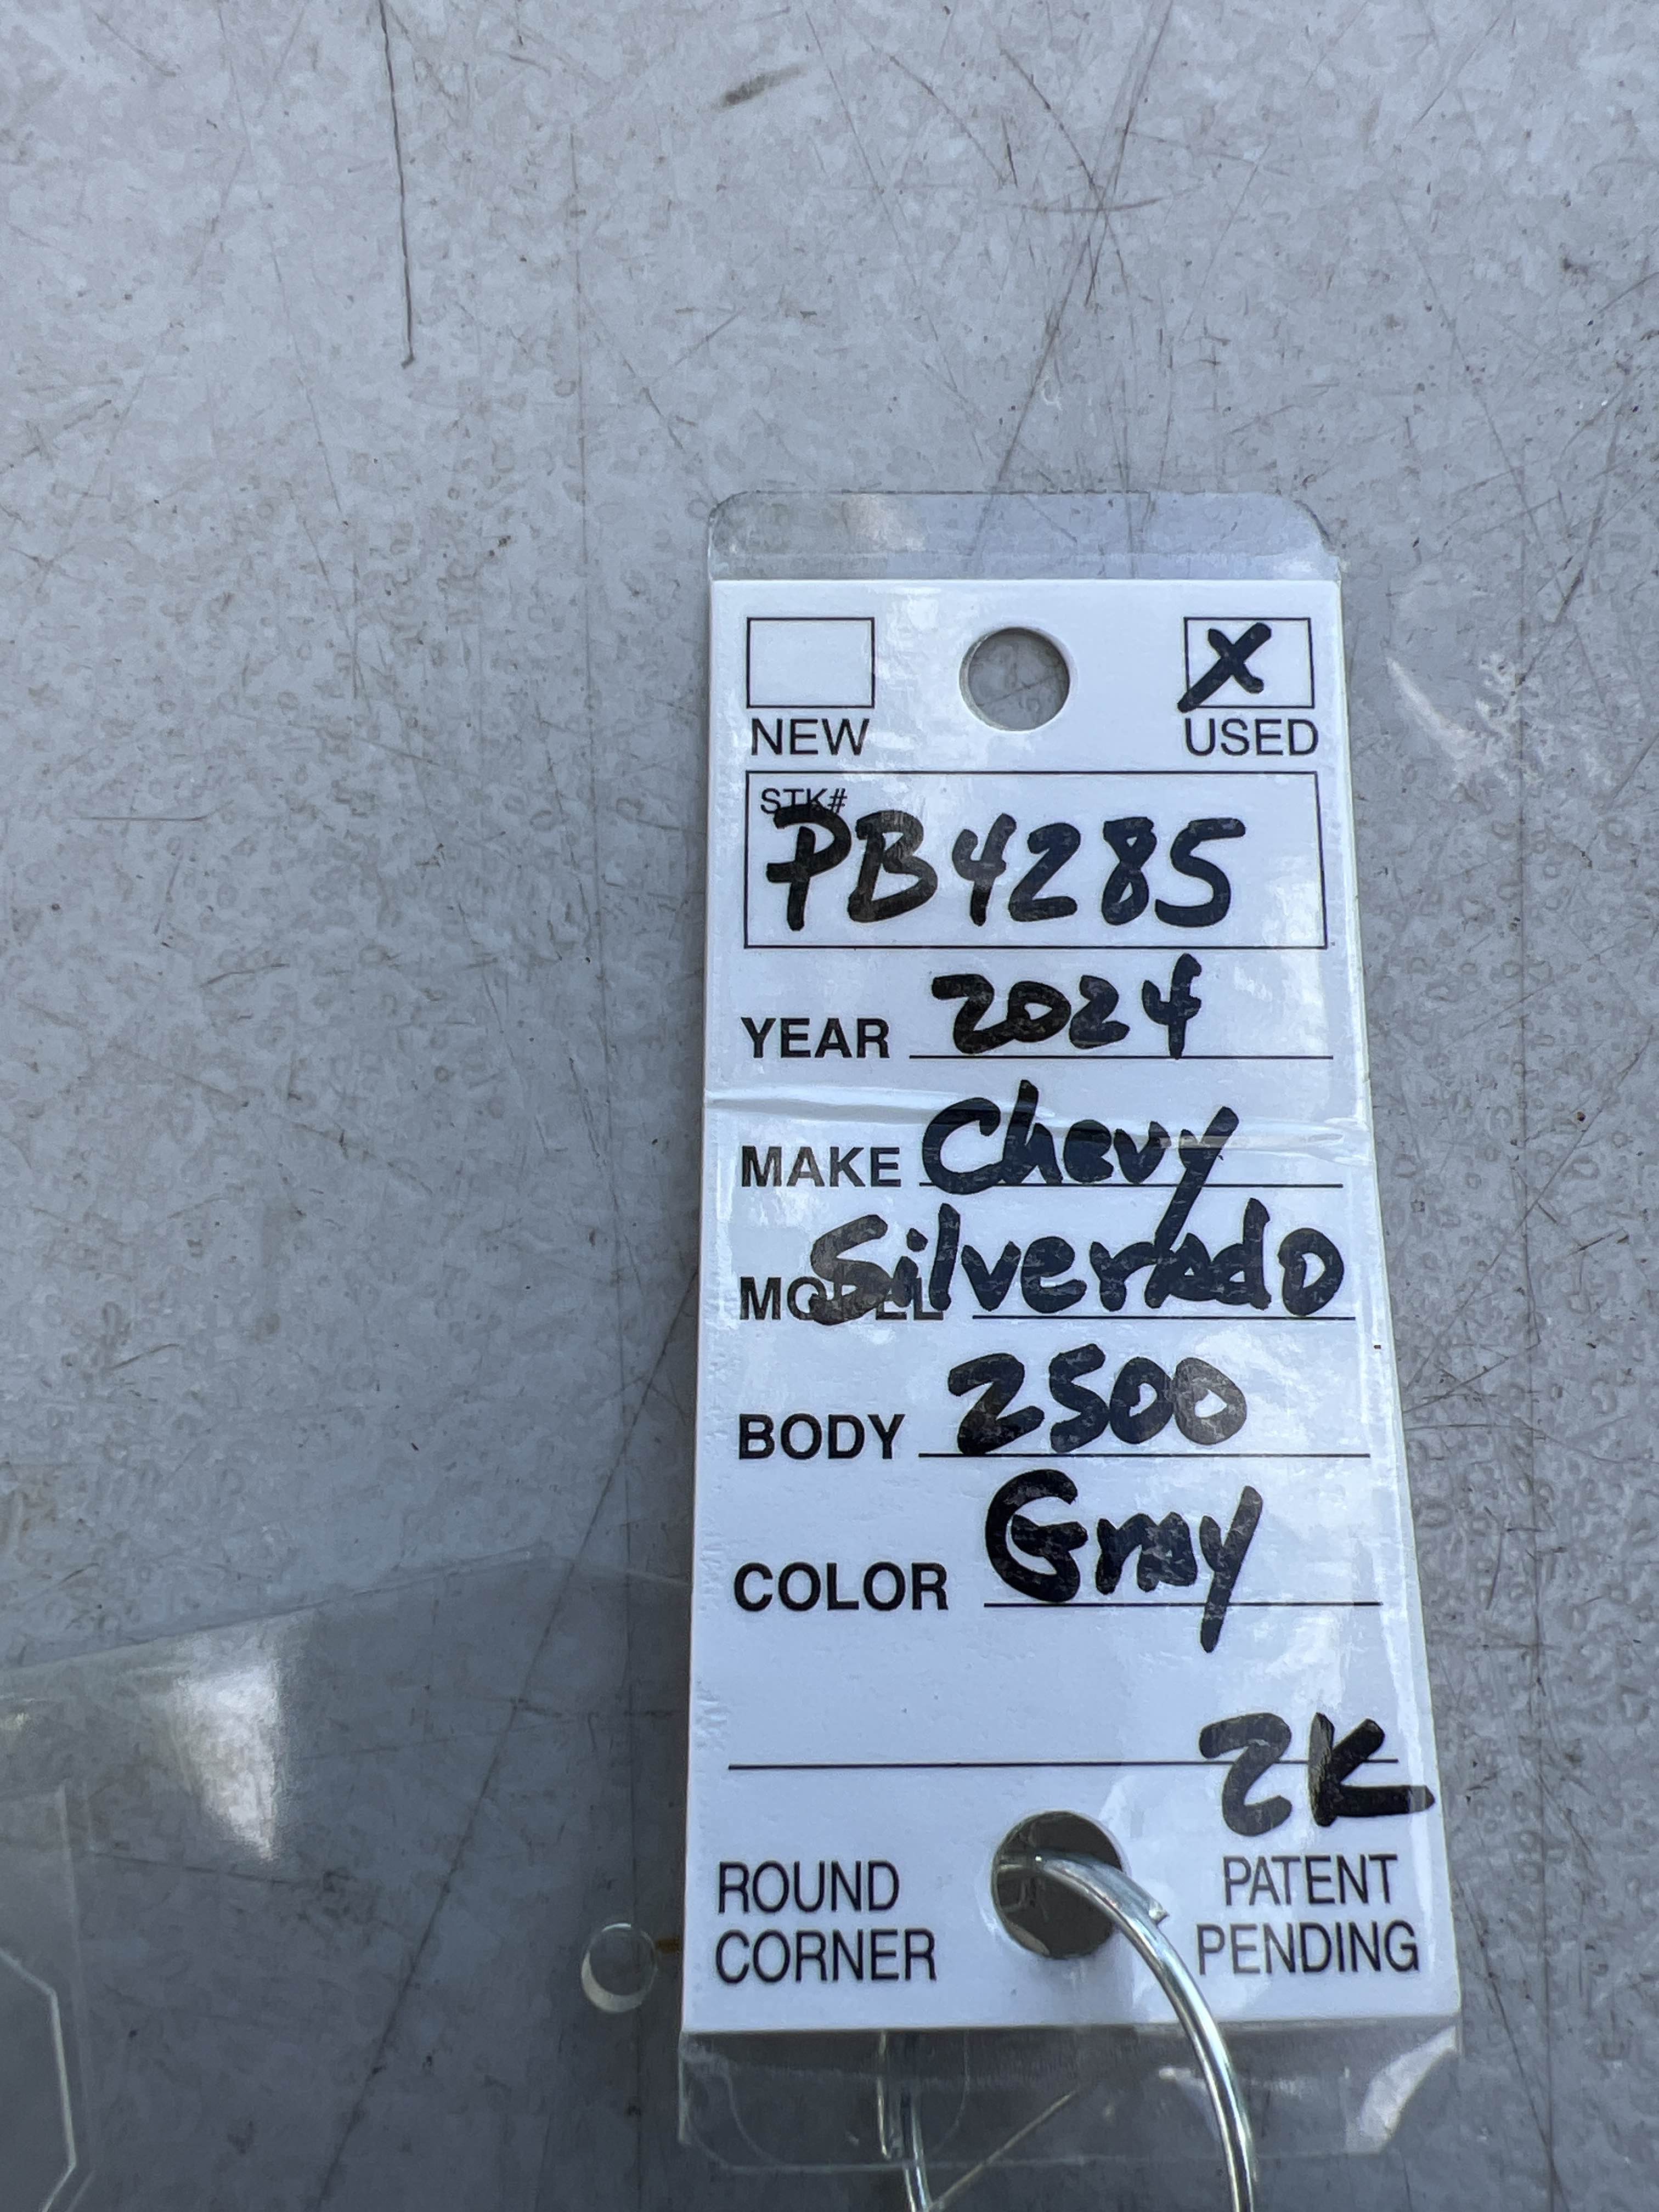 X
NEW USED
STK#
PB4285
YEAR 2024
MAKE Chevy
MODEL Silverado
BODY 2500
COLOR Gray
2K
ROUND CORNER
PATENT PENDING